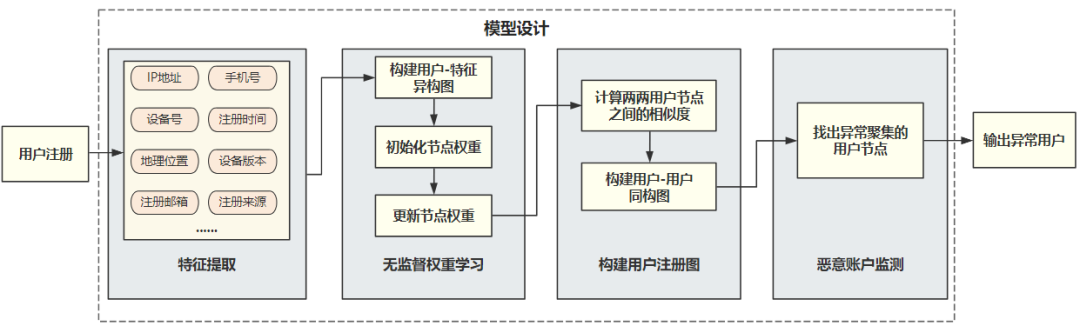 模型设计
用户注册
IP地址
手机号
设备号
注册时间
地理位置
设备版本
注册邮箱
注册来源
......
特征提取
构建用户-特征
异构图
初始化节点权重
更新节点权重
无监督权重学习
计算两两用户节点
之间的相似度
构建用户-用户
同构图
构建用户注册图
找出异常聚集的
用户节点
恶意账户监测
输出异常用户